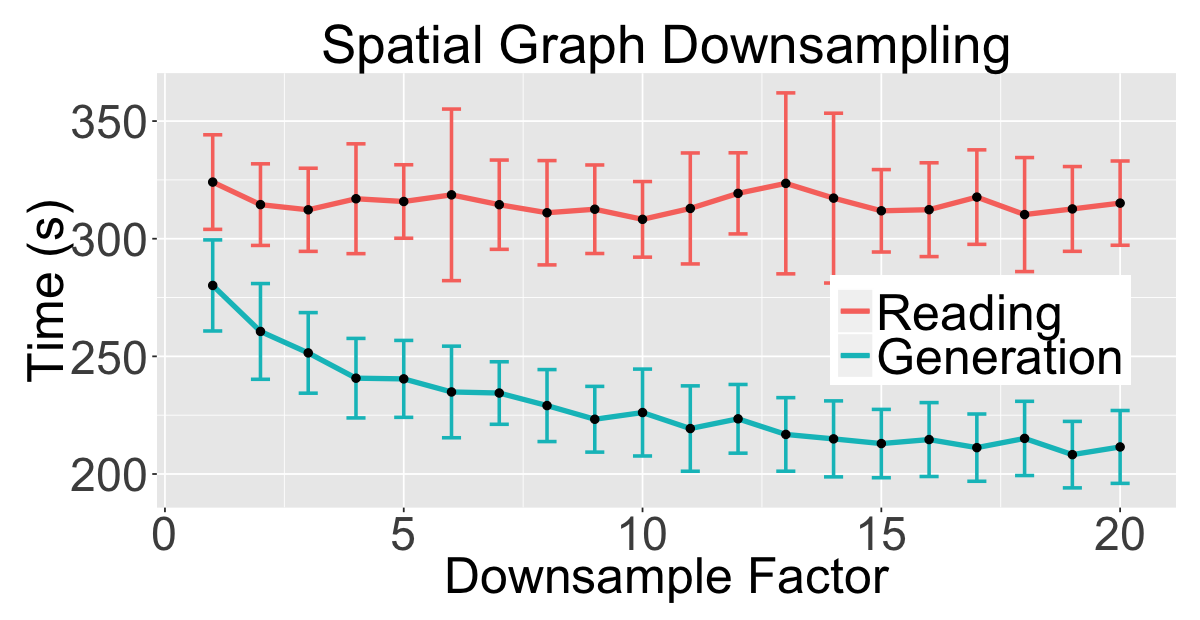 Spatial Graph Downsampling
Time (s)
350
300
250
200
Reading
Generation
0 5 10 15 20
Downsample Factor